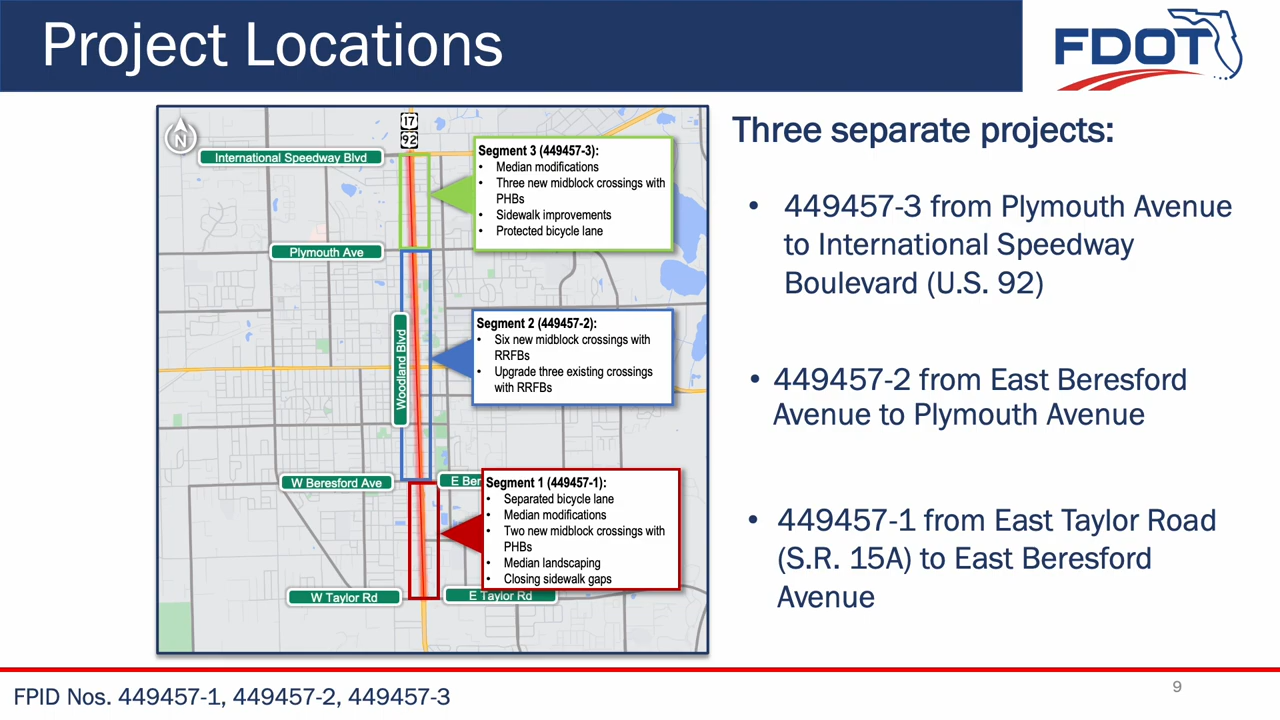 Project Locations
FDOT
N
17
92
International Speedway Blvd
Segment 3 (449457-3):
• Median modifications
• Three new midblock crossings with
PHBs
• Sidewalk improvements
• Protected bicycle lane
Plymouth Ave
Woodland Blvd
Segment 2 (449457-2):
• Six new midblock crossings with
RRFBs
• Upgrade three existing crossings
with RRFBs
W Beresford Ave
E Ber
Segment 1 (449457-1):
• Separated bicycle lane
• Median modifications
• Two new midblock crossings with
PHBs
• Median landscaping
• Closing sidewalk gaps
W Taylor Rd
E Taylor Rd
Three separate projects:
• 449457-3 from Plymouth Avenue
to International Speedway
Boulevard (U.S. 92)
• 449457-2 from East Beresford
Avenue to Plymouth Avenue
• 449457-1 from East Taylor Road
(S.R. 15A) to East Beresford
Avenue
FPID Nos. 449457-1, 449457-2, 449457-3
9